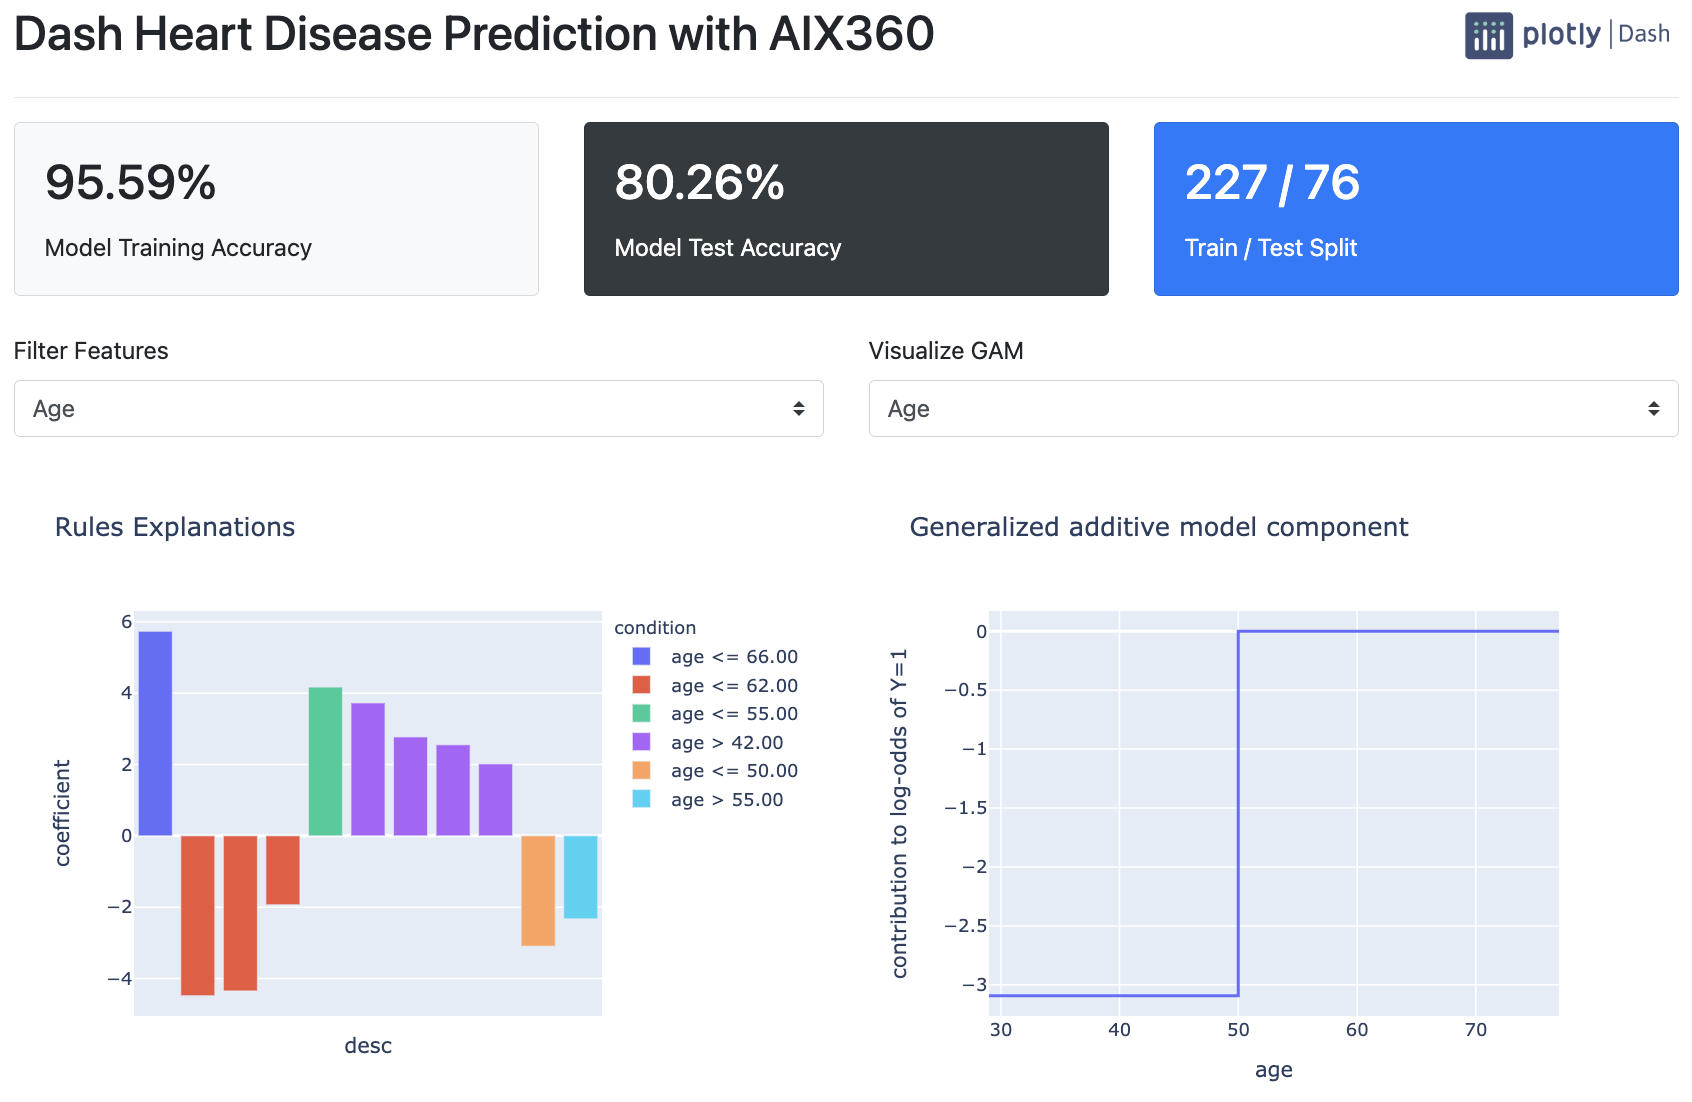 Dash Heart Disease Prediction with AIX360
plotly | Dash
95.59%
Model Training Accuracy
80.26%
Model Test Accuracy
227 / 76
Train / Test Split
Filter Features
Age
Visualize GAM
Age
Rules Explanations
6
4
2
0
−2
−4
coefficient
desc
condition
age <= 66.00
age <= 62.00
age <= 55.00
age > 42.00
age <= 50.00
age > 55.00
Generalized additive model component
0
−0.5
−1
−1.5
−2
−2.5
−3
contribution to log-odds of Y=1
30 40 50 60 70
age